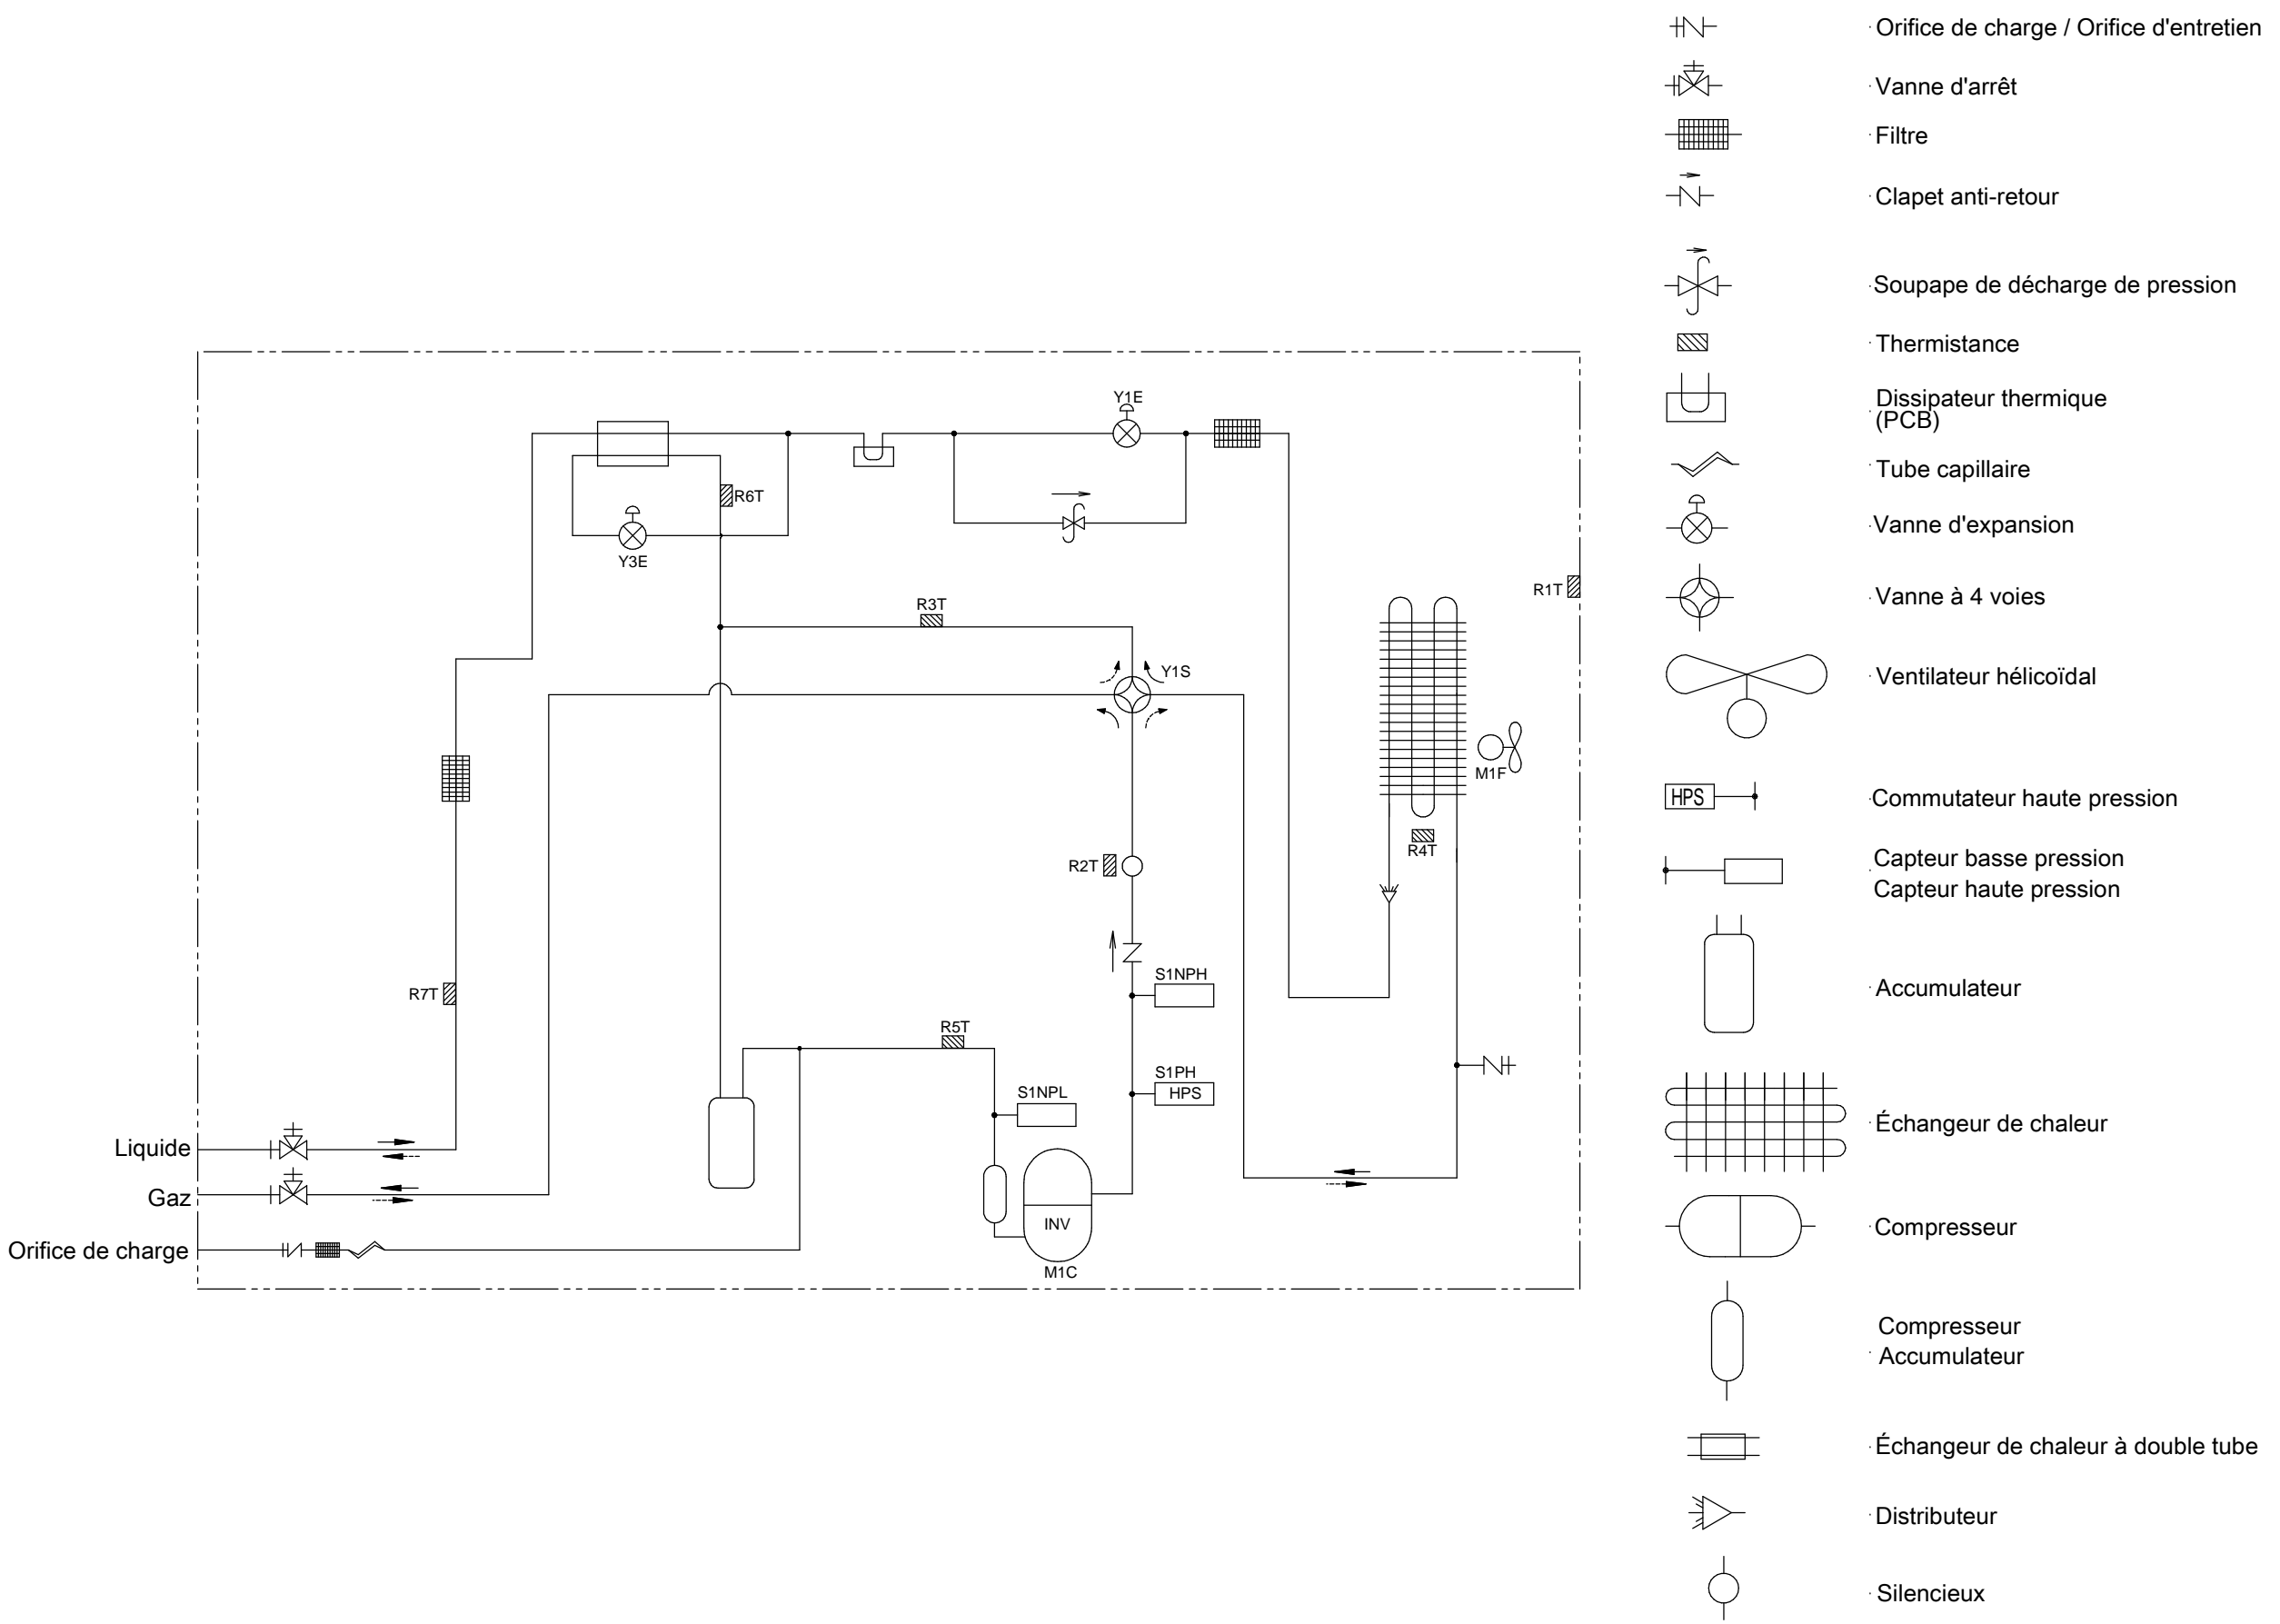 Orifice de charge / Orifice d'entretien
Vanne d'arrêt
Filtre
Clapet anti-retour
Soupape de décharge de pression
Thermistance
Dissipateur thermique
(PCB)
Tube capillaire
Vanne d'expansion
Vanne à 4 voies
Ventilateur hélicoïdal
HPS
Commutateur haute pression
Capteur basse pression
Capteur haute pression
Accumulateur
Échangeur de chaleur
Compresseur
Compresseur
Accumulateur
Échangeur de chaleur à double tube
Distributeur
Silencieux
Y1E
R6T
Y3E
R1T
R3T
Y1S
M1F
R4T
R2T
S1NPH
R7T
R5T
S1PH
HPS
S1NPL
Liquide
Gaz
INV
Orifice de charge
M1C